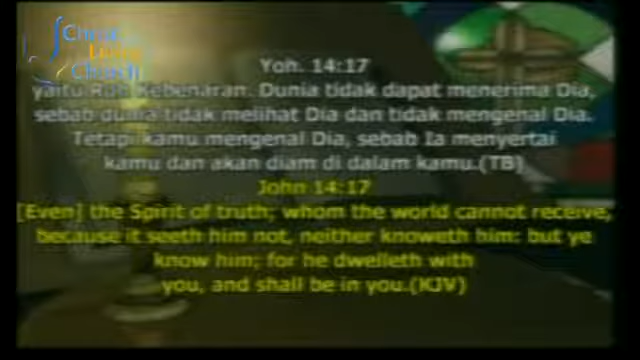 Christ
Living
Church
Yoh. 14:17
yaitu Roh Kebenaran. Dunia tidak dapat menerima Dia,
sebab dunia tidak melihat Dia dan tidak mengenal Dia.
Tetapi kamu mengenal Dia, sebab Ia menyertai
kamu dan akan diam di dalam kamu.(TB)
John 14:17
[Even] the Spirit of truth; whom the world cannot receive,
because it seeth him not, neither knoweth him: but ye
know him; for he dwelleth with
you, and shall be in you.(KJV)